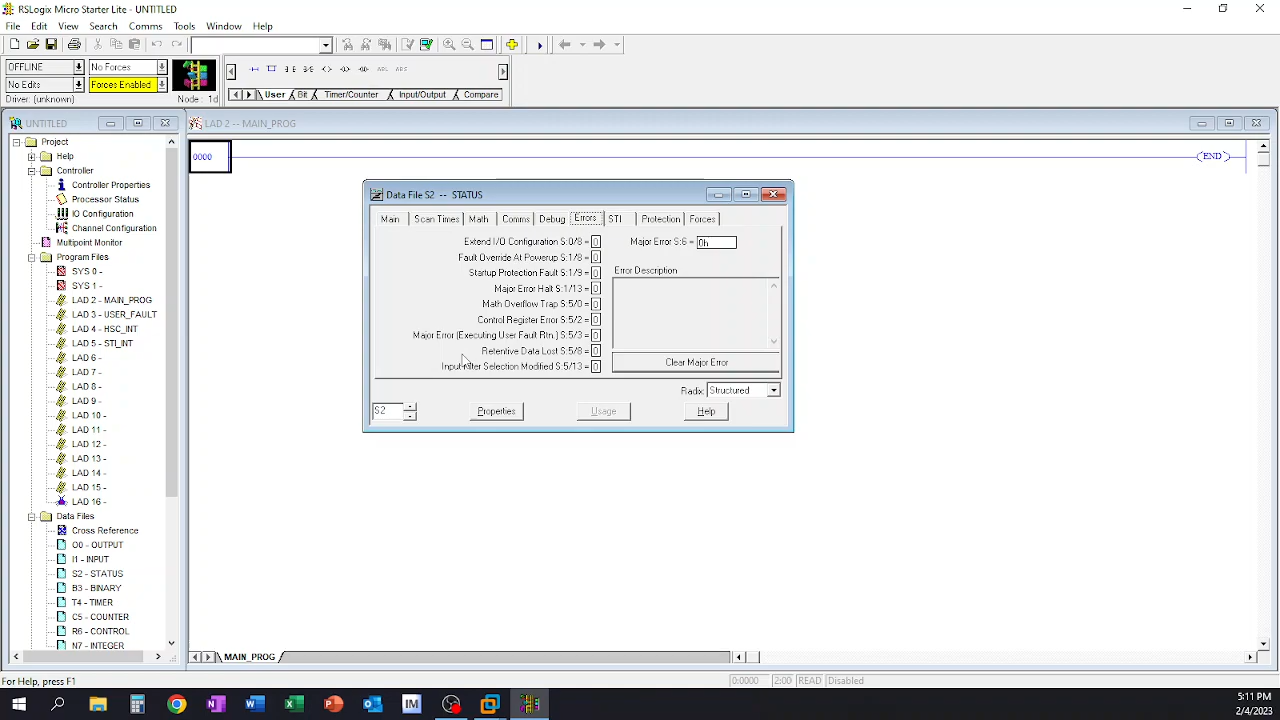 RSLogix Micro Starter Lite - UNTITLED
File Edit View Search Comms Tools Window Help
OFFLINE No Forces
No Edits Forces Enabled
Driver: (unknown) Node : 1d
User Bit Timer/Counter Input/Output Compare
UNTITLED
Project
Help
Controller
Controller Properties
Processor Status
IO Configuration
Channel Configuration
Multipoint Monitor
Program Files
SYS 0 -
SYS 1 -
LAD 2 - MAIN_PROG
LAD 3 - USER_FAULT
LAD 4 - HSC_INT
LAD 5 - STI_INT
LAD 6 -
LAD 7 -
LAD 8 -
LAD 9 -
LAD 10 -
LAD 11 -
LAD 12 -
LAD 13 -
LAD 14 -
LAD 15 -
LAD 16 -
Data Files
Cross Reference
O0 - OUTPUT
I1 - INPUT
S2 - STATUS
B3 - BINARY
T4 - TIMER
C5 - COUNTER
R6 - CONTROL
N7 - INTEGER
LAD 2 -- MAIN_PROG
0000
END
Data File S2 -- STATUS
Main Scan Times Math Comms Debug Errors STI Protection Forces
Extend I/O Configuration S:0/8 = 0
Fault Override At Powerup S:1/8 = 0
Startup Protection Fault S:1/9 = 0
Major Error Halt S:1/13 = 0
Math Overflow Trap S:5/0 = 0
Control Register Error S:5/2 = 0
Major Error (Executing User Fault Rtn.) S:5/3 = 0
Retentive Data Lost S:5/8 = 0
Input Filter Selection Modified S:5/13 = 0
Major Error S:6 = 0h
Error Description
Clear Major Error
Radix: Structured
S2 Properties Usage Help
MAIN_PROG
For Help, press F1
0:0000 2:00 READ Disabled
IM
5:11 PM
2/4/2023